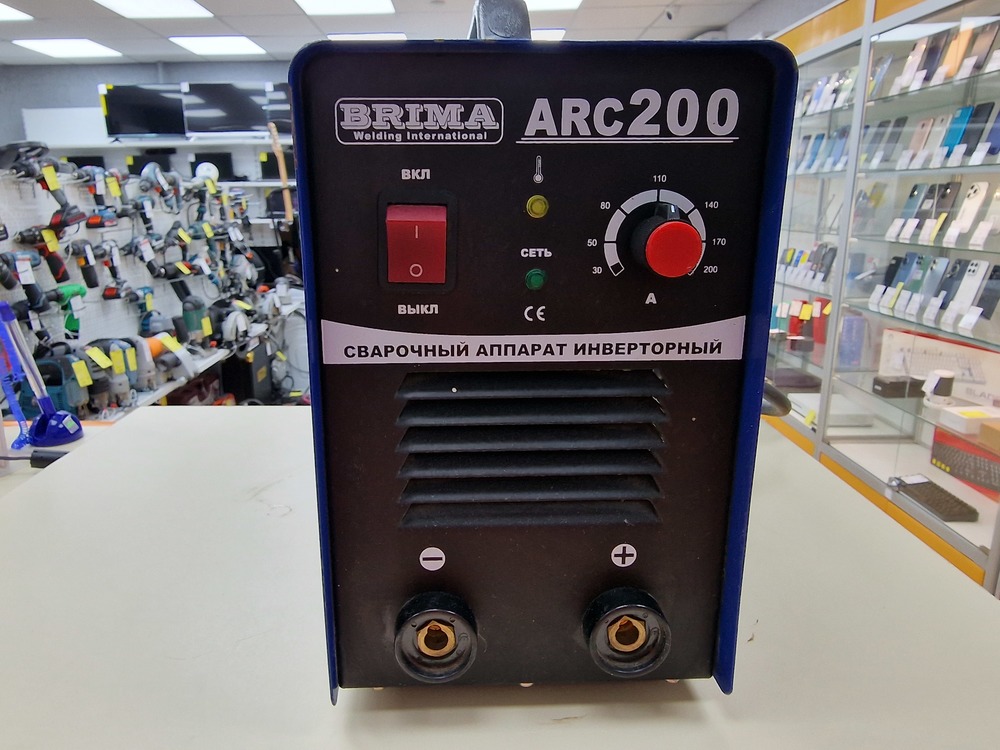 BRIMA
Welding International
ARC200
ВКЛ
I
O
ВЫКЛ
СЕТЬ
CE
110
80
140
50
170
30
200
A
СВАРОЧНЫЙ АППАРАТ ИНВЕРТОРНЫЙ
−
+